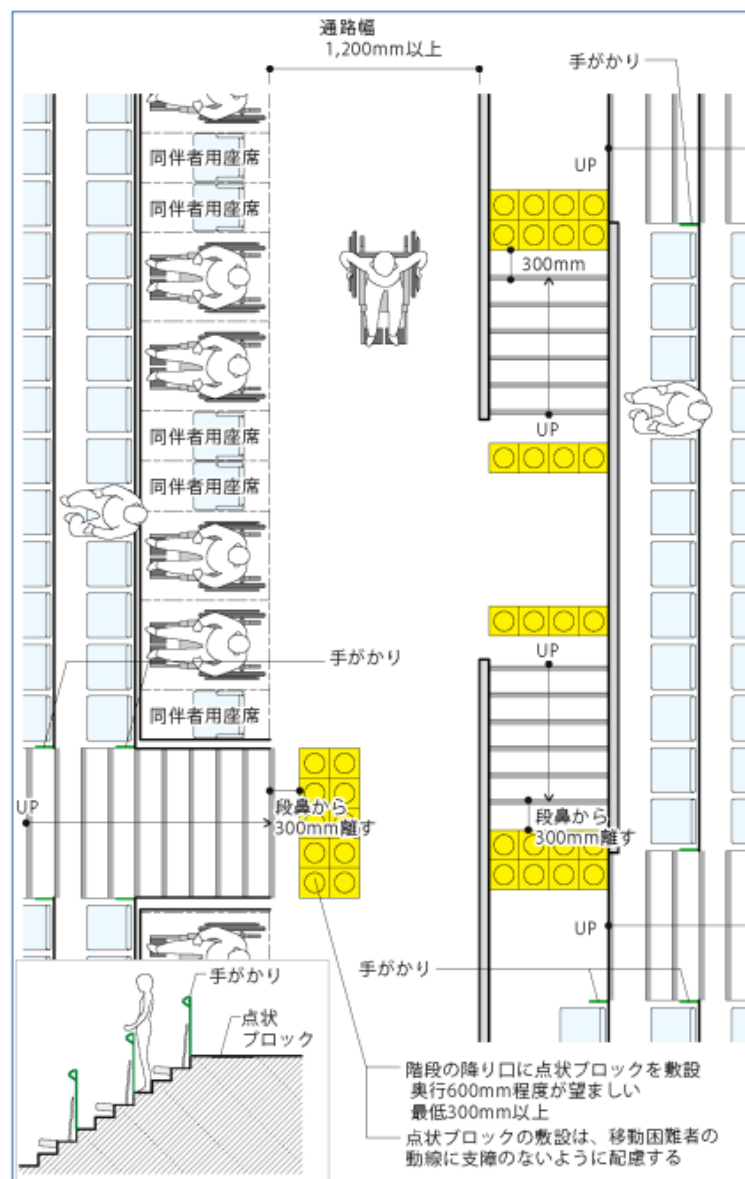 通路幅
1,200mm以上
手がかり
UP
同伴者用座席
同伴者用座席
300mm
UP
同伴者用座席
同伴者用座席
UP
手がかり
同伴者用座席
UP
段鼻から
300mm離す
段鼻から
300mm離す
UP
手がかり
手がかり
点状
ブロック
階段の降り口に点状ブロックを敷設
奥行600mm程度が望ましい
最低300mm以上
点状ブロックの敷設は、移動困難者の
動線に支障のないように配慮する